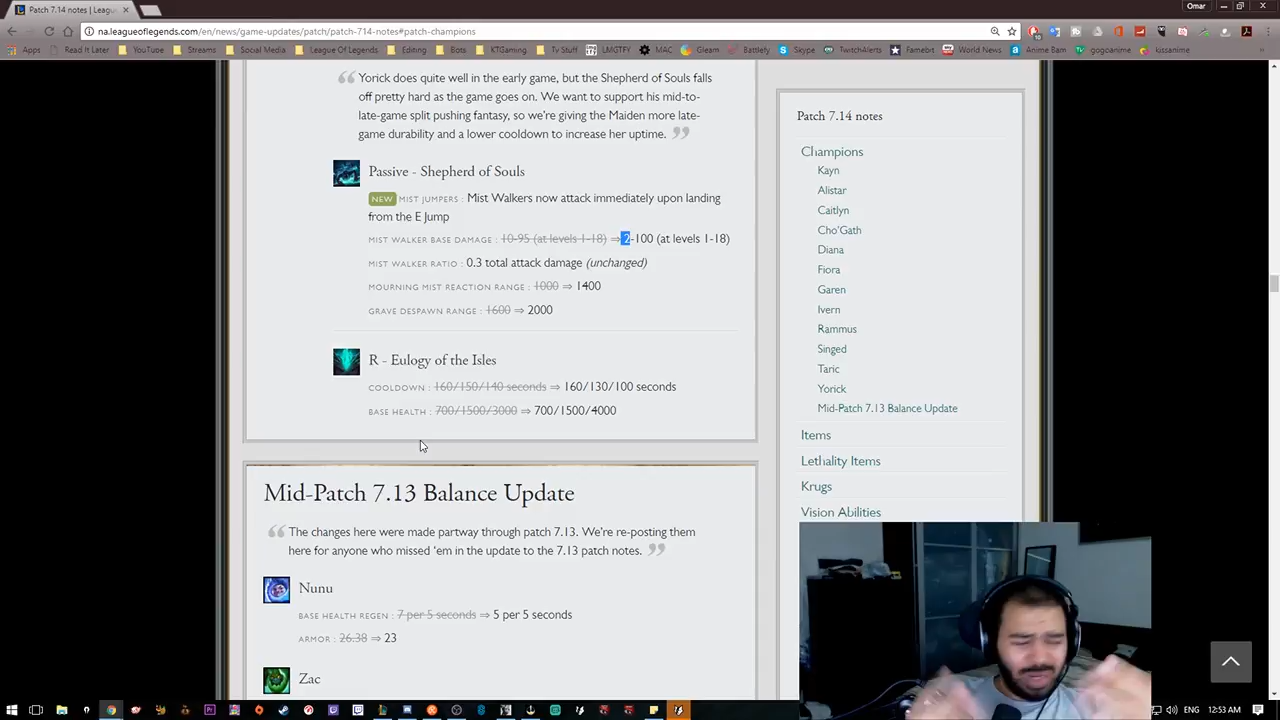 Patch 7.14 notes | Leagu
Omar
na.leagueoflegends.com/en/news/game-updates/patch/patch-714-notes#patch-champions
Apps
Read It Later
YouTube
Streams
Social Media
League Of Legends
Editing
Bots
KTGaming
Tv Stuff
LMGTFY
MAC
Gleam
Battlefy
Skype
TwitchAlerts
Famebit
World News
Anime Bam
gogoanime
kissanime
Yorick does quite well in the early game, but the Shepherd of Souls falls
off pretty hard as the game goes on. We want to support his mid-to-
late-game split pushing fantasy, so we're giving the Maiden more late-
game durability and a lower cooldown to increase her uptime.
Passive - Shepherd of Souls
NEW MIST JUMPERS : Mist Walkers now attack immediately upon landing
from the E Jump
MIST WALKER BASE DAMAGE : 10-95 (at levels 1-18) ⇒ 2-100 (at levels 1-18)
MIST WALKER RATIO : 0.3 total attack damage (unchanged)
MOURNING MIST REACTION RANGE : 1000 ⇒ 1400
GRAVE DESPAWN RANGE : 1600 ⇒ 2000
R - Eulogy of the Isles
COOLDOWN : 160/150/140 seconds ⇒ 160/130/100 seconds
BASE HEALTH : 700/1500/3000 ⇒ 700/1500/4000
Mid-Patch 7.13 Balance Update
The changes here were made partway through patch 7.13. We're re-posting them
here for anyone who missed 'em in the update to the 7.13 patch notes.
Nunu
BASE HEALTH REGEN : 7 per 5 seconds ⇒ 5 per 5 seconds
ARMOR : 26.38 ⇒ 23
Zac
Patch 7.14 notes
Champions
Kayn
Alistar
Caitlyn
Cho'Gath
Diana
Fiora
Garen
Ivern
Rammus
Singed
Taric
Yorick
Mid-Patch 7.13 Balance Update
Items
Lethality Items
Krugs
Vision Abilities
ENG
12:53 AM